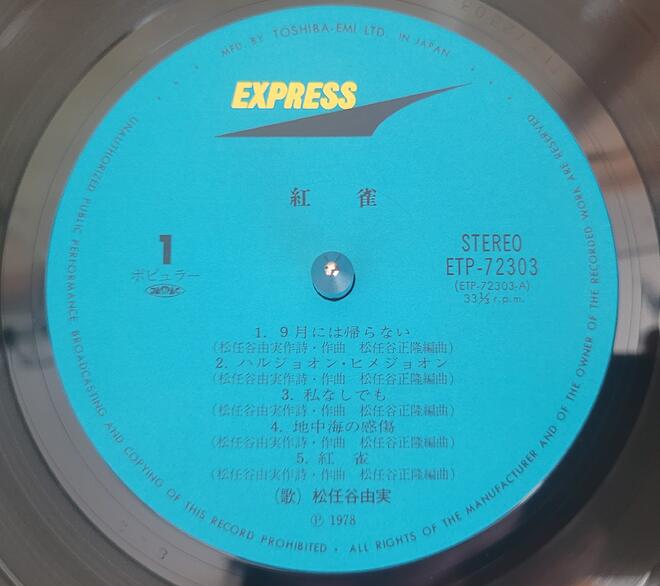 MFD. BY TOSHIBA-EMI LTD. IN JAPAN
EXPRESS
紅 雀
1
ポピュラー
STEREO
ETP-72303
(ETP-72303-A)
33⅓ r.p.m.
1. 9月には帰らない
(松任谷由実作詩・作曲 松任谷正隆編曲)
2. ハルジョオン・ヒメジョオン
(松任谷由実作詩・作曲 松任谷正隆編曲)
3. 私なしでも
(松任谷由実作詩・作曲 松任谷正隆編曲)
4. 地中海の感傷
(松任谷由実作詩・作曲 松任谷正隆編曲)
5. 紅 雀
(松任谷由実作詩・作曲 松任谷正隆編曲)
(歌) 松任谷由実
Ⓟ 1978
UNAUTHORIZED PUBLIC PERFORMANCE BROADCASTING AND COPYING OF THIS RECORD PROHIBITED • ALL RIGHTS OF THE MANUFACTURER AND OF THE OWNER OF THE RECORDED WORK ARE RESERVED